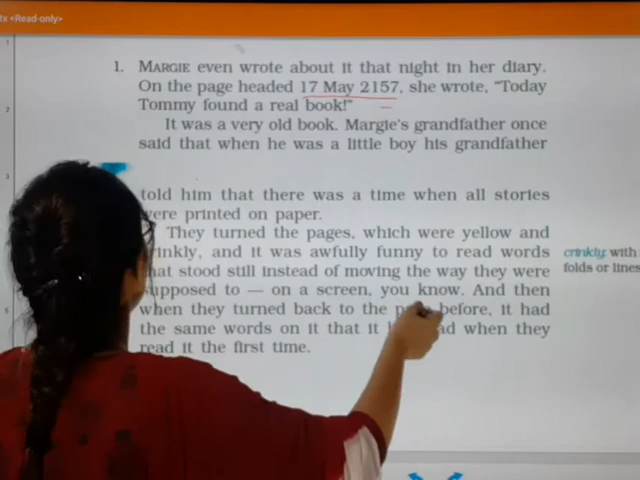 tx <Read-only>
1. MARGIE even wrote about it that night in her diary.
On the page headed 17 May 2157, she wrote, "Today
Tommy found a real book!"
It was a very old book. Margie's grandfather once
said that when he was a little boy his grandfather
told him that there was a time when all stories
were printed on paper.
They turned the pages, which were yellow and
crinkly, and it was awfully funny to read words
that stood still instead of moving the way they were
supposed to — on a screen, you know. And then
when they turned back to the before, it had
the same words on it that it when they
read it the first time.
crinkly: with
folds or lines
1
2
3
5